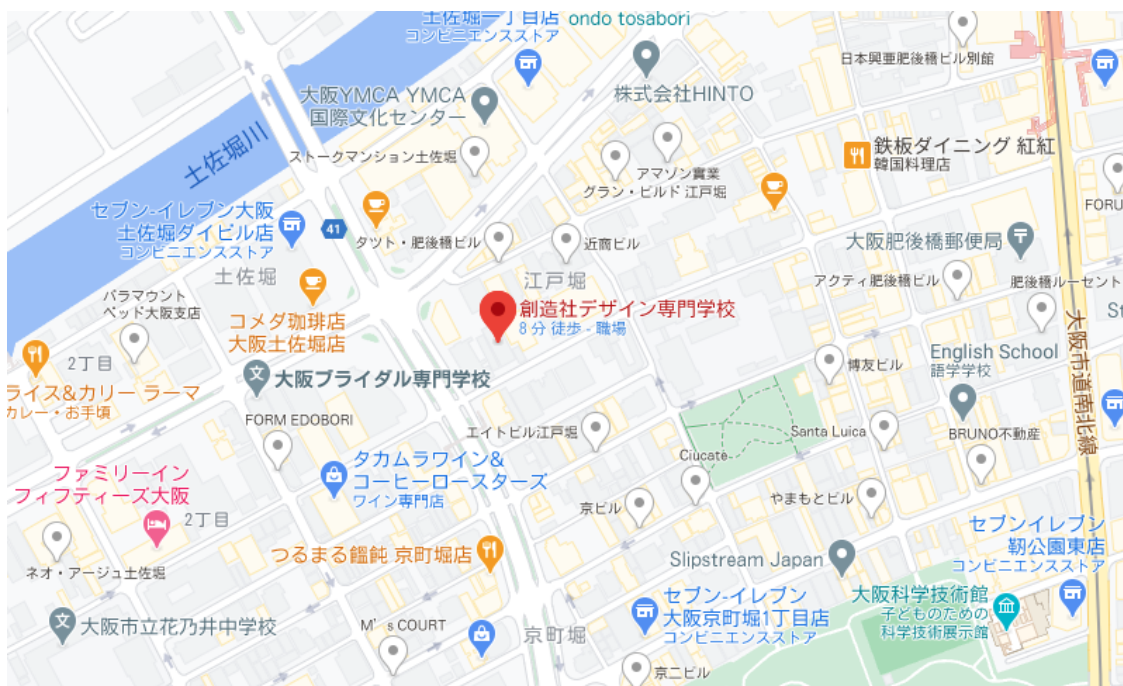 土佐堀一丁目店
コンビニエンスストア
ondo tosabori
日本興亜肥後橋ビル別館
大阪YMCA YMCA
国際文化センター
株式会社HINTO
土佐堀川
ストークマンション土佐堀
アマゾン實業
グラン・ビルド 江戸堀
鉄板ダイニング 紅紅
韓国料理店
FORU
セブン-イレブン大阪
土佐堀ダイビル店
コンビニエンスストア
41
タツト・肥後橋ビル
近商ビル
大阪肥後橋郵便局
土佐堀
江戸堀
アクティ肥後橋ビル
肥後橋ルーセント
パラマウント
ベッド大阪支店
コメダ珈琲店
大阪土佐堀店
創造社デザイン専門学校
8 分 徒歩 - 職場
St
大阪市道南北線
2丁目
大阪ブライダル専門学校
博友ビル
English School
語学学校
ライス&カリー ラーマ
カレー・お手頃
FORM EDOBORI
エイトビル江戸堀
Santa Luica
BRUNO不動産
Ciucate
タカムラワイン&
コーヒーロースターズ
ワイン専門店
ファミリーイン
フィフティーズ大阪
2丁目
京ビル
やまもとビル
セブンイレブン
靭公園東店
コンビニエンスストア
つるまる饂飩 京町堀店
Slipstream Japan
ネオ・アージュ土佐堀
セブン-イレブン
大阪京町堀1丁目店
コンビニエンスストア
大阪科学技術館
子どものための
科学技術展示館
大阪市立花乃井中学校
M's COURT
京町堀
京二ビル